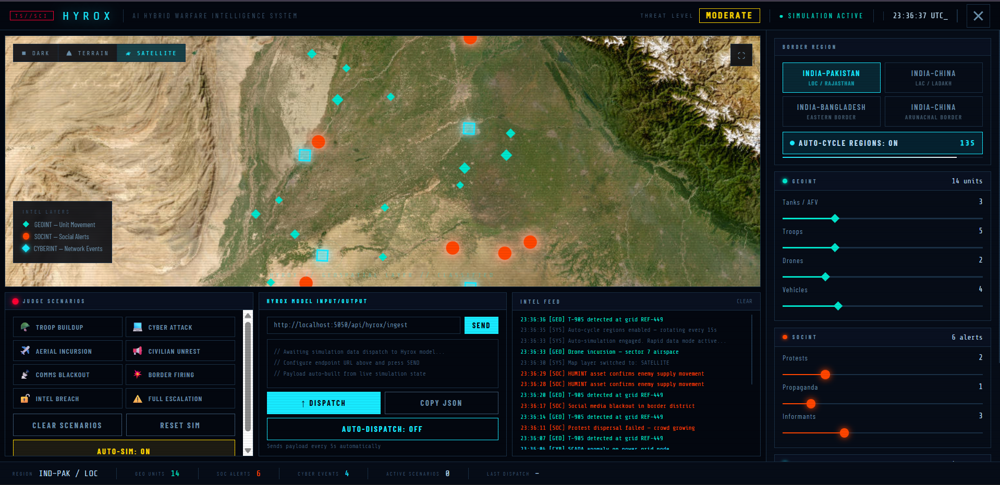 TS//SCI
HYROX
AI HYBRID WARFARE INTELLIGENCE SYSTEM
THREAT LEVEL
MODERATE
SIMULATION ACTIVE
23:36:37 UTC_
DARK
TERRAIN
SATELLITE
INTEL LAYERS
GEOINT — Unit Movement
SOCINT — Social Alerts
CYBERINT — Network Events
BORDER REGION
INDIA-PAKISTAN
LOC / RAJASTHAN
INDIA-CHINA
LAC / LADAKH
INDIA-BANGLADESH
EASTERN BORDER
INDIA-CHINA
ARUNACHAL BORDER
AUTO-CYCLE REGIONS: ON
13S
GEOINT
14 units
Tanks / AFV
3
Troops
5
Drones
2
Vehicles
4
SOCINT
6 alerts
Protests
2
Propaganda
1
Informants
3
JUDGE SCENARIOS
TROOP BUILDUP
CYBER ATTACK
AERIAL INCURSION
CIVILIAN UNREST
COMMS BLACKOUT
BORDER FIRING
INTEL BREACH
FULL ESCALATION
CLEAR SCENARIOS
RESET SIM
AUTO-SIM: ON
HYROX MODEL INPUT/OUTPUT
http://localhost:5050/api/hyrox/ingest
SEND
// Awaiting simulation data dispatch to Hyrox model...
// Configure endpoint URL above and press SEND
// Payload auto-built from live simulation state
↑ DISPATCH
COPY JSON
AUTO-DISPATCH: OFF
Sends payload every 5s automatically
INTEL FEED
CLEAR
23:36:36 [GEO] T-90S detected at grid REF-449
23:36:35 [SYS] Auto-cycle regions enabled — rotating every 15s
23:36:33 [SYS] Auto-simulation engaged. Rapid data mode active...
23:36:33 [GEO] Drone incursion — sector 7 airspace
23:36:30 [SYS] Map layer switched to: SATELLITE
23:36:29 [SOC] HUMINT asset confirms enemy supply movement
23:36:28 [SOC] HUMINT asset confirms enemy supply movement
23:36:20 [GEO] T-90S detected at grid REF-449
23:36:17 [SOC] Social media blackout in border district
23:36:14 [GEO] T-90S detected at grid REF-449
23:36:11 [SOC] Protest dispersal failed — crowd growing
23:36:07 [GEO] T-90S detected at grid REF-449
23:36:04 [CYB] SCADA anomaly on power grid node
REGION
IND-PAK / LOC
GEO UNITS
14
SOC ALERTS
6
CYBER EVENTS
4
ACTIVE SCENARIOS
0
LAST DISPATCH
—